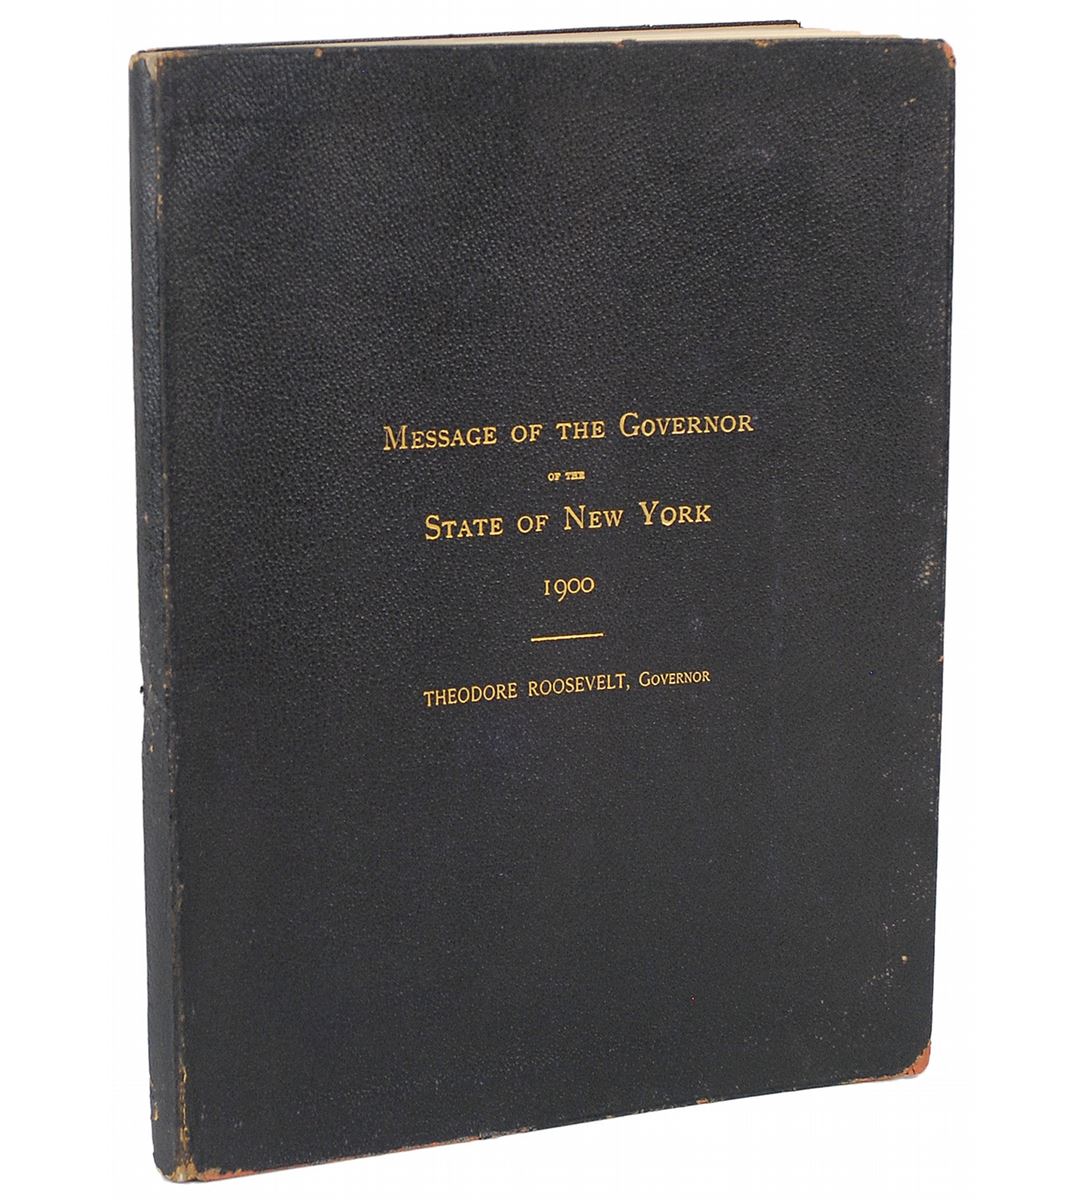 Message of the Governor
of the
State of New York
1900
THEODORE ROOSEVELT, Governor